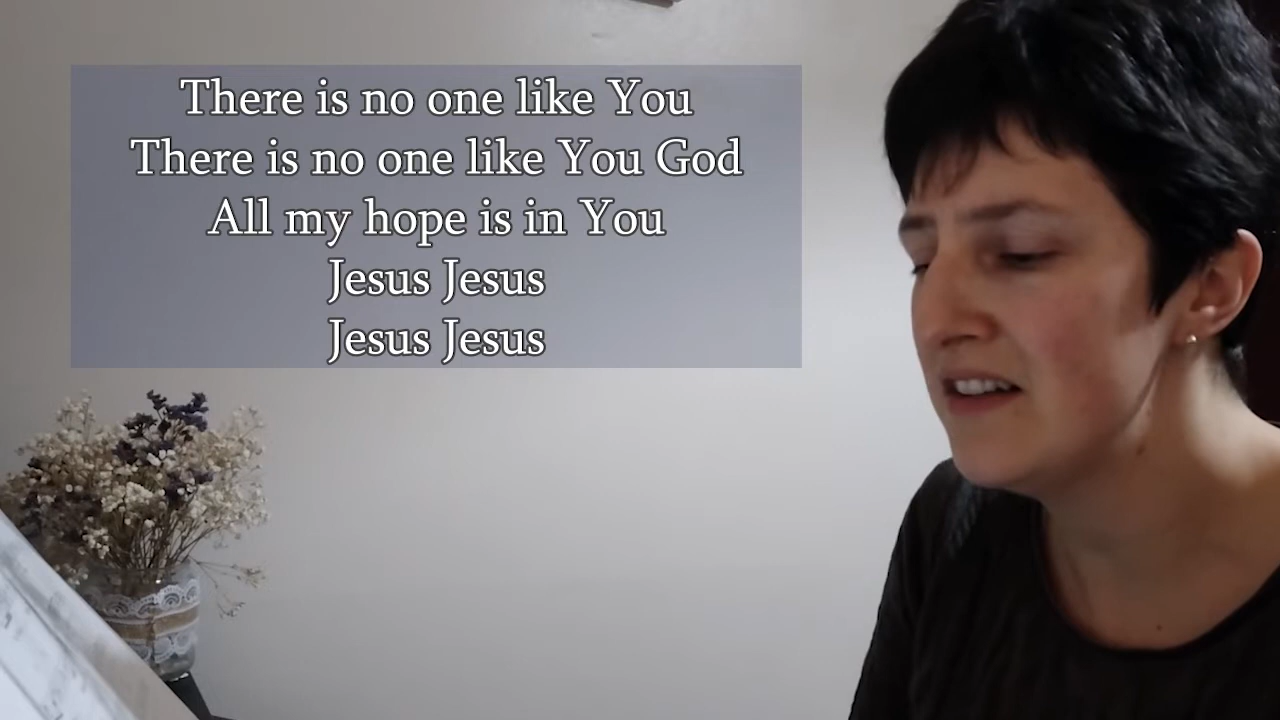 There is no one like You
There is no one like You God
All my hope is in You
Jesus Jesus
Jesus Jesus